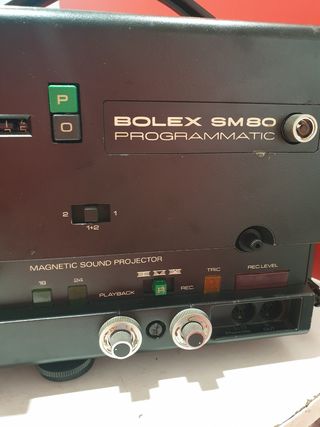 P
O
BOLEX SM80
PROGRAMMATIC
2 1
1+2
MAGNETIC SOUND PROJECTOR
18 24
PLAYBACK
REC.
TRIC
REC LEVEL